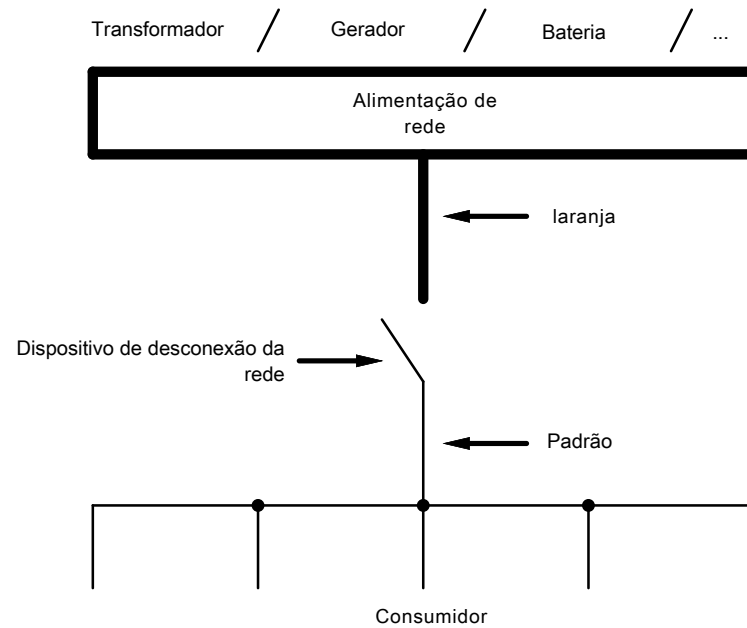 Transformador / Gerador / Bateria / ...
Alimentação de
rede
laranja
Dispositivo de desconexão da
rede
Padrão
Consumidor